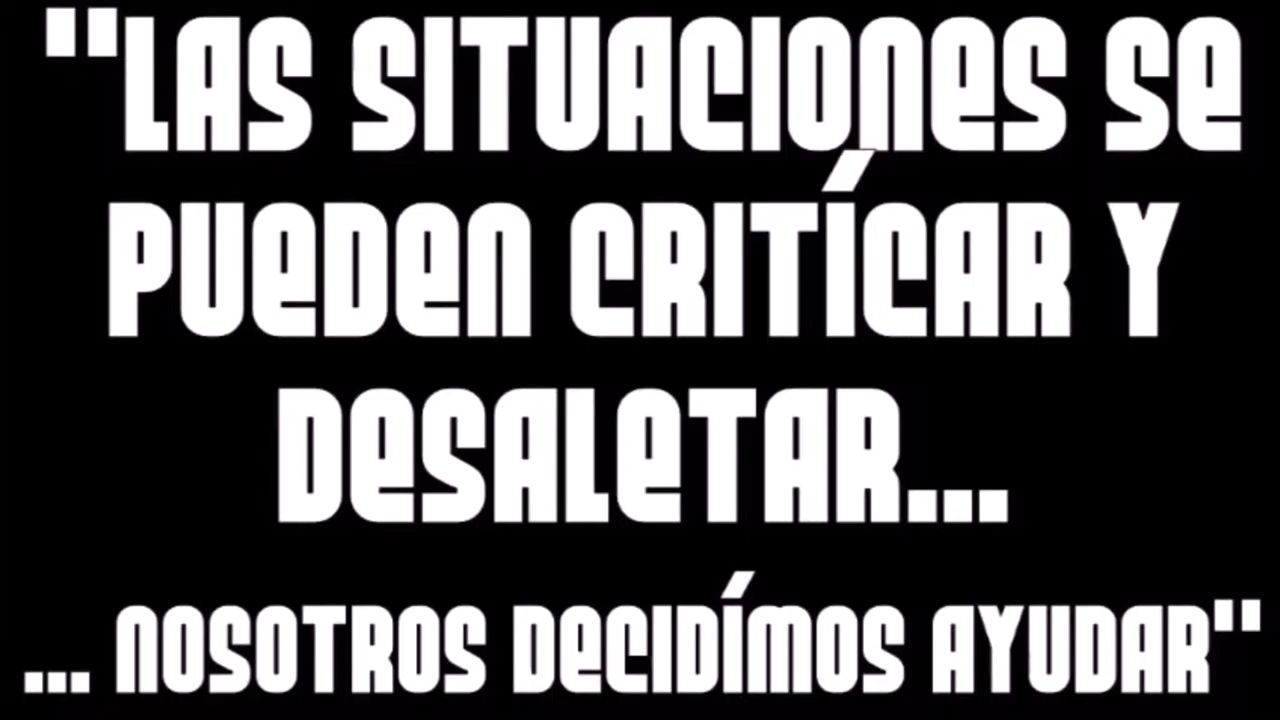 "LAS SITUACIONES SE
PUEDEN CRITÍCAR Y
DESALETAR...
... NOSOTROS DECIDÍMOS AYUDAR"